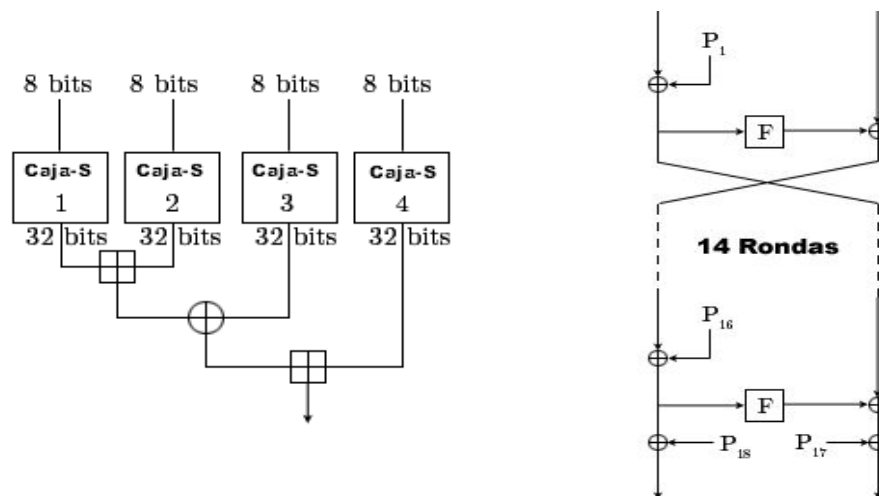 8 bits 8 bits 8 bits 8 bits
Caja-S Caja-S Caja-S Caja-S
1 2 3 4
32 bits 32 bits 32 bits 32 bits
P1
F
14 Rondas
P16
F
P18 P17